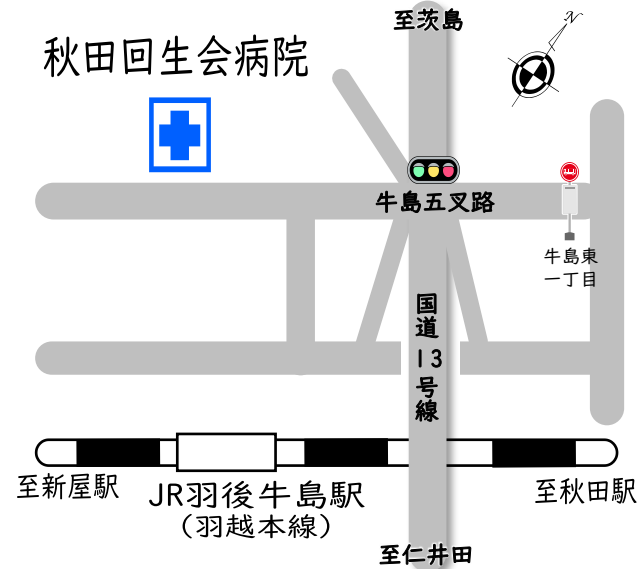 至茨島
N
秋田回生会病院
牛島五叉路
牛島東
一丁目
国道13号線
至新屋駅
JR羽後牛島駅
（羽越本線）
至秋田駅
至仁井田